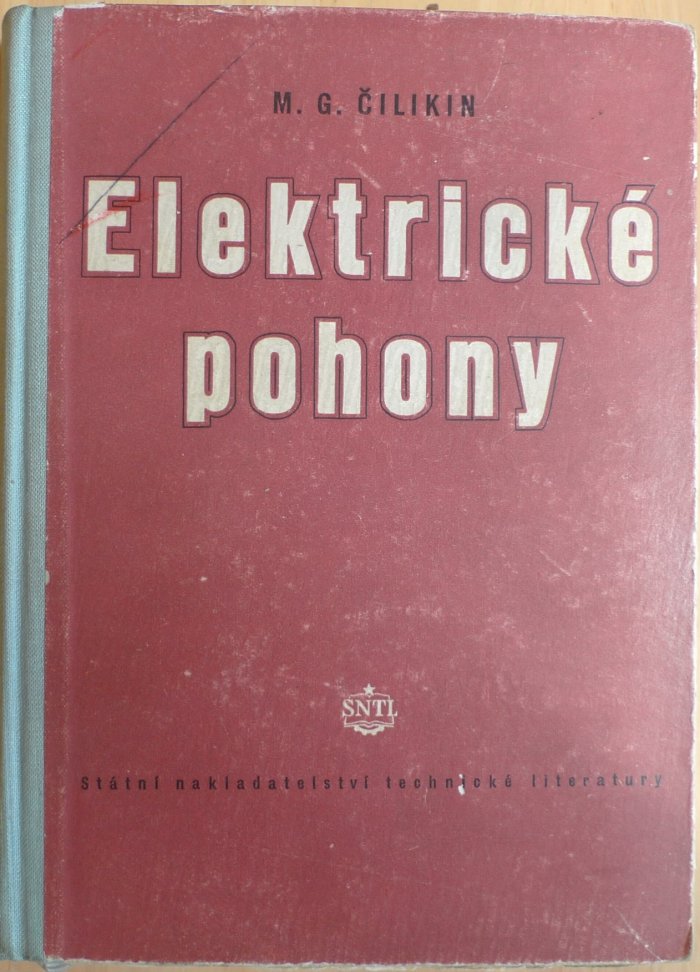 M. G. ČILIKIN
Elektrické
pohony
SNTL
Státní nakladatelství technické literatury